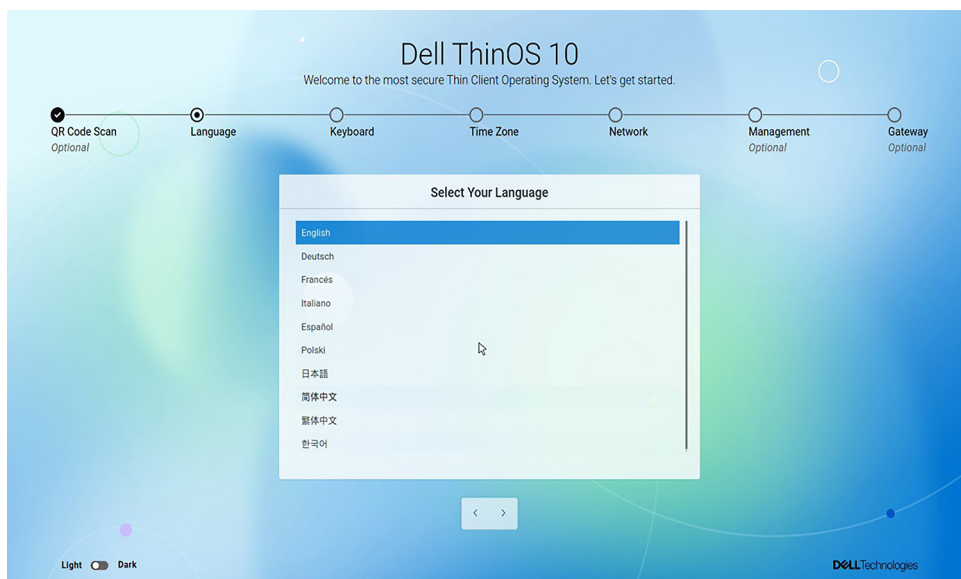 Dell ThinOS 10
Welcome to the most secure Thin Client Operating System. Let's get started.
QR Code Scan
Optional
Language
Keyboard
Time Zone
Network
Management
Optional
Gateway
Optional
Select Your Language
English
Deutsch
Francés
Italiano
Español
Polski
日本語
简体中文
繁体中文
한국어
Light Dark
DELLTechnologies